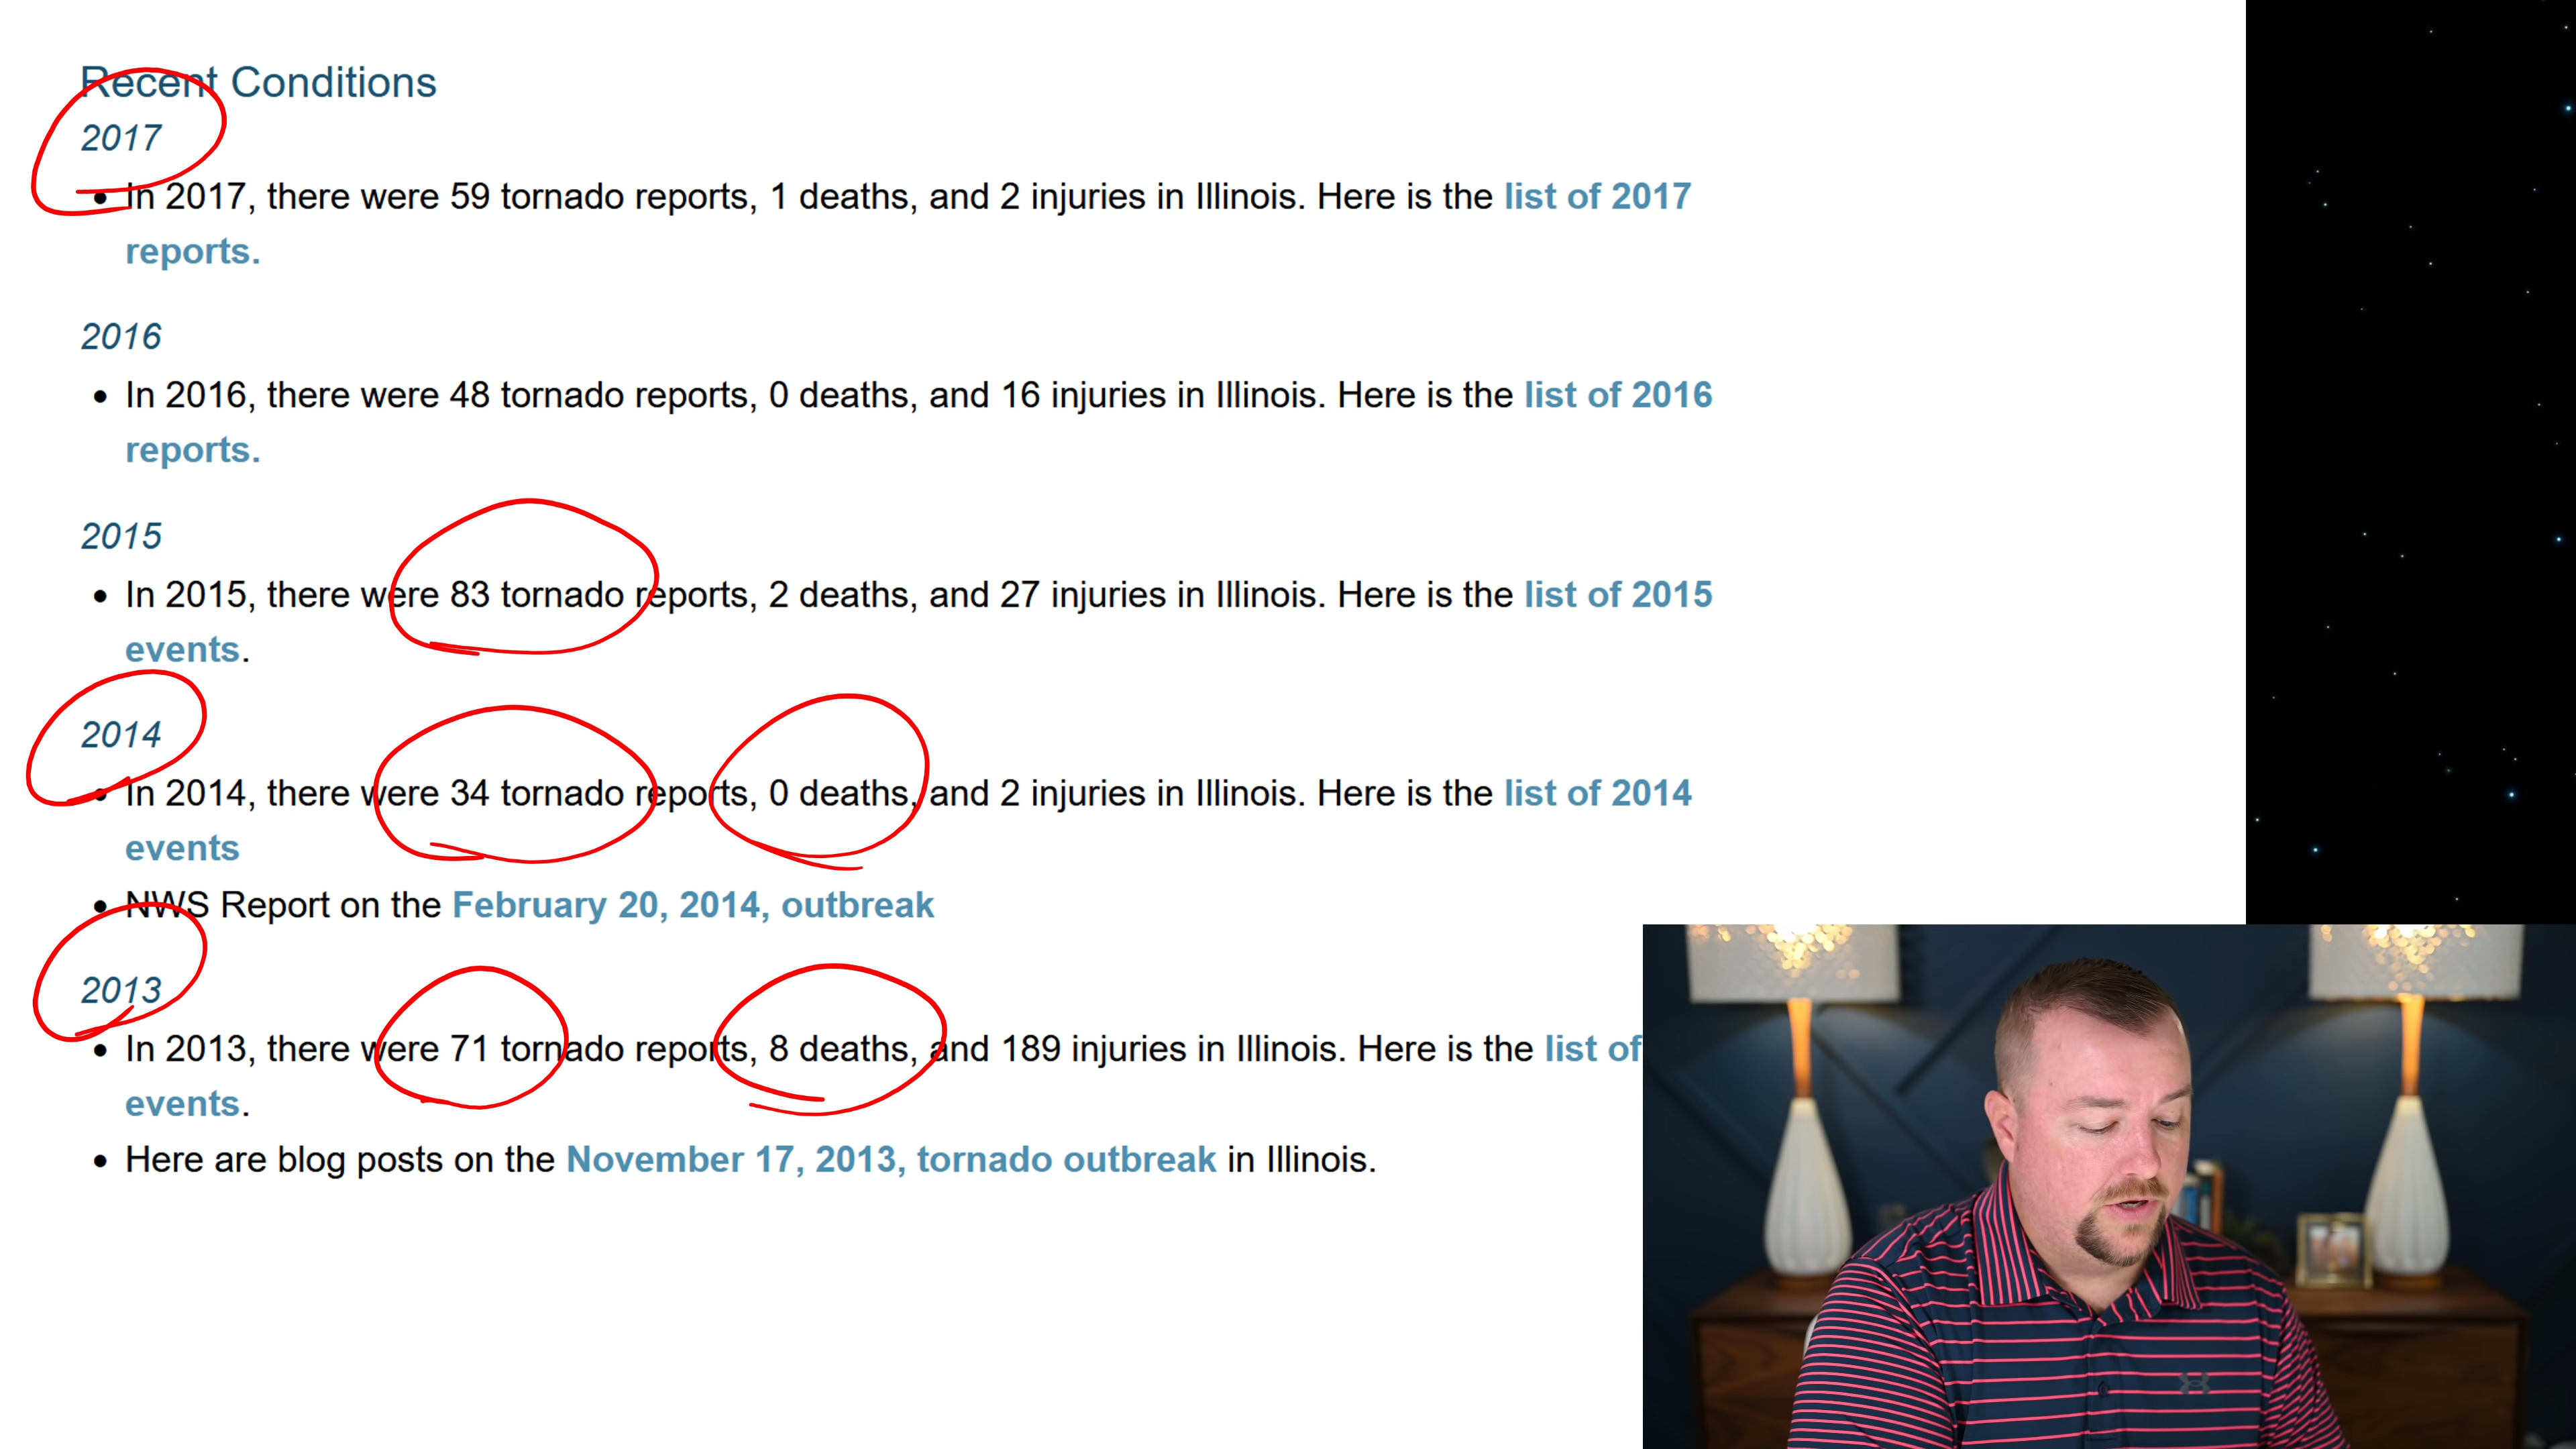 Recent Conditions
2017
In 2017, there were 59 tornado reports, 1 deaths, and 2 injuries in Illinois. Here is the list of 2017
reports.
2016
In 2016, there were 48 tornado reports, 0 deaths, and 16 injuries in Illinois. Here is the list of 2016
reports.
2015
In 2015, there were 83 tornado reports, 2 deaths, and 27 injuries in Illinois. Here is the list of 2015
events.
2014
In 2014, there were 34 tornado reports, 0 deaths, and 2 injuries in Illinois. Here is the list of 2014
events
NWS Report on the February 20, 2014, outbreak
2013
In 2013, there were 71 tornado reports, 8 deaths, and 189 injuries in Illinois. Here is the list of
events.
Here are blog posts on the November 17, 2013, tornado outbreak in Illinois.